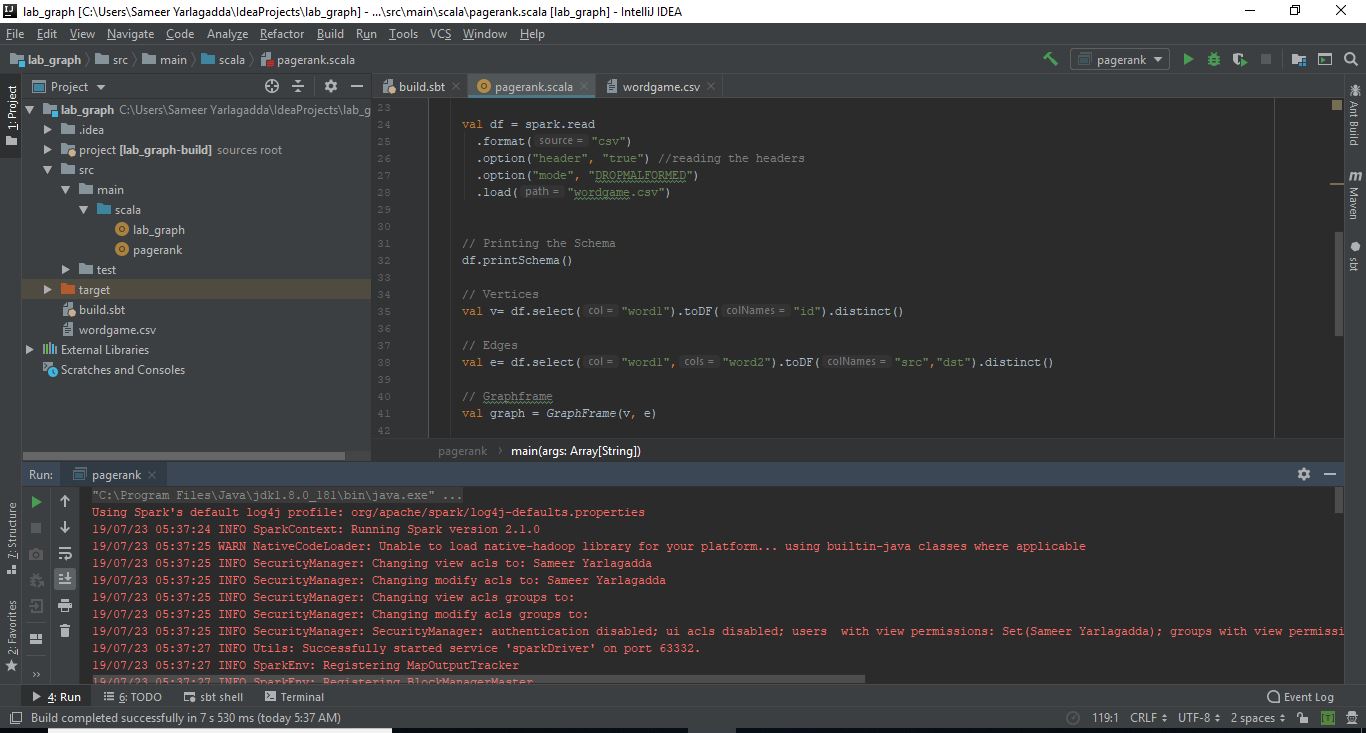 lab_graph [C:\Users\Sameer Yarlagadda\IdeaProjects\lab_graph] - ...\src\main\scala\pagerank.scala [lab_graph] - IntelliJ IDEA
File Edit View Navigate Code Analyze Refactor Build Run Tools VCS Window Help
lab_graph src main scala pagerank.scala pagerank
1: Project
Project
build.sbt pagerank.scala wordgame.csv
lab_graph C:\Users\Sameer Yarlagadda\IdeaProjects\lab_g
.idea
project [lab_graph-build] sources root
src
main
scala
lab_graph
pagerank
test
target
build.sbt
wordgame.csv
External Libraries
Scratches and Consoles
23
24 val df = spark.read
25 .format( source = "csv")
26 .option("header", "true") //reading the headers
27 .option("mode", "DROPMALFORMED")
28 .load( path = "wordgame.csv")
29
30
31 // Printing the Schema
32 df.printSchema()
33
34 // Vertices
35 val v= df.select( col = "word1").toDF( colNames = "id").distinct()
36
37 // Edges
38 val e= df.select( col = "word1", cols = "word2").toDF( colNames = "src","dst").distinct()
39
40 // Graphframe
41 val graph = GraphFrame(v, e)
42
pagerank main(args: Array[String])
Ant Build
Maven
sbt
Run: pagerank
"C:\Program Files\Java\jdk1.8.0_181\bin\java.exe" ...
Using Spark's default log4j profile: org/apache/spark/log4j-defaults.properties
19/07/23 05:37:24 INFO SparkContext: Running Spark version 2.1.0
19/07/23 05:37:25 WARN NativeCodeLoader: Unable to load native-hadoop library for your platform... using builtin-java classes where applicable
19/07/23 05:37:25 INFO SecurityManager: Changing view acls to: Sameer Yarlagadda
19/07/23 05:37:25 INFO SecurityManager: Changing modify acls to: Sameer Yarlagadda
19/07/23 05:37:25 INFO SecurityManager: Changing view acls groups to:
19/07/23 05:37:25 INFO SecurityManager: Changing modify acls groups to:
19/07/23 05:37:25 INFO SecurityManager: SecurityManager: authentication disabled; ui acls disabled; users  with view permissions: Set(Sameer Yarlagadda); groups with view permissi
19/07/23 05:37:27 INFO Utils: Successfully started service 'sparkDriver' on port 63332.
19/07/23 05:37:27 INFO SparkEnv: Registering MapOutputTracker
19/07/23 05:37:27 INFO SparkEnv: Registering BlockManagerMaster
7: Structure
2: Favorites
4: Run 6: TODO sbt shell Terminal Event Log
Build completed successfully in 7 s 530 ms (today 5:37 AM) 119:1 CRLF UTF-8 2 spaces